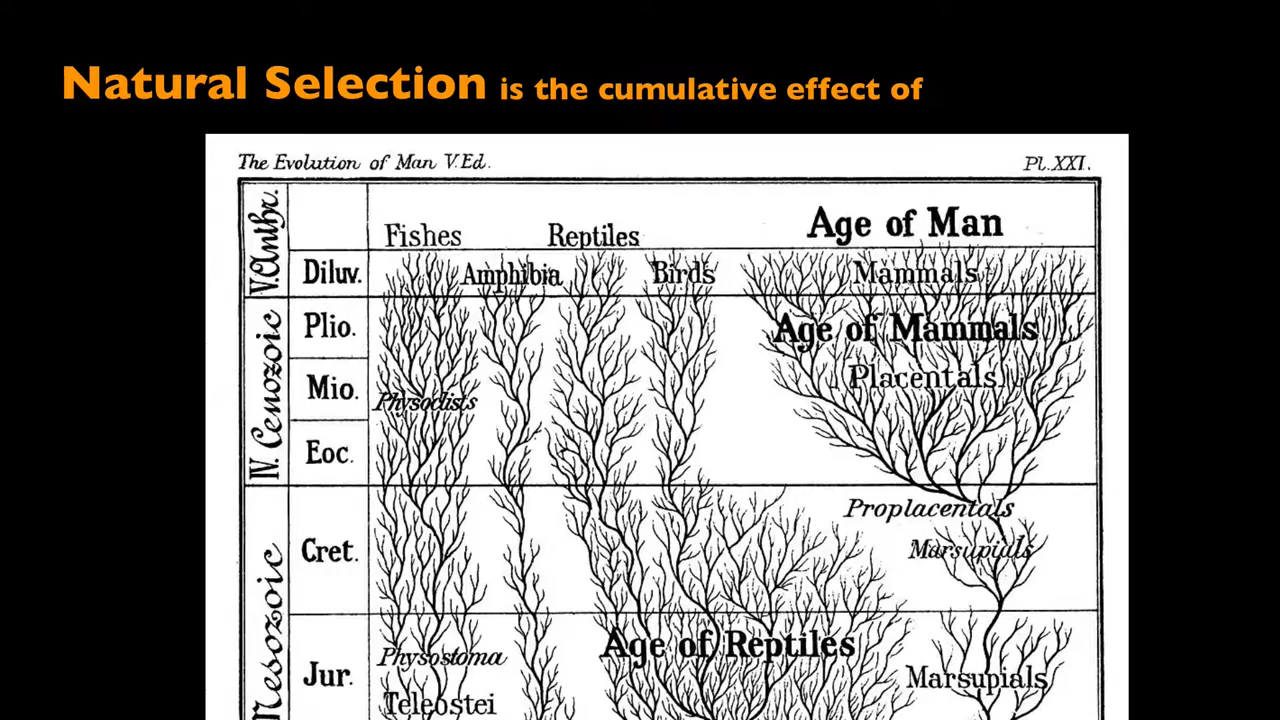 Natural Selection is the cumulative effect of
The Evolution of Man V.Ed. Pl. XXI.
V. Anthr.
Age of Man
Fishes Reptiles
Diluv. Amphibia Birds Mammals
IV. Cenozoic
Plio. Age of Mammals
Placentals
Mio. Physoclists
Eoc.
Proplacentals
Cret. Marsupials
Mesozoic
Age of Reptiles
Physostoma
Jur. Marsupials
Teleostei